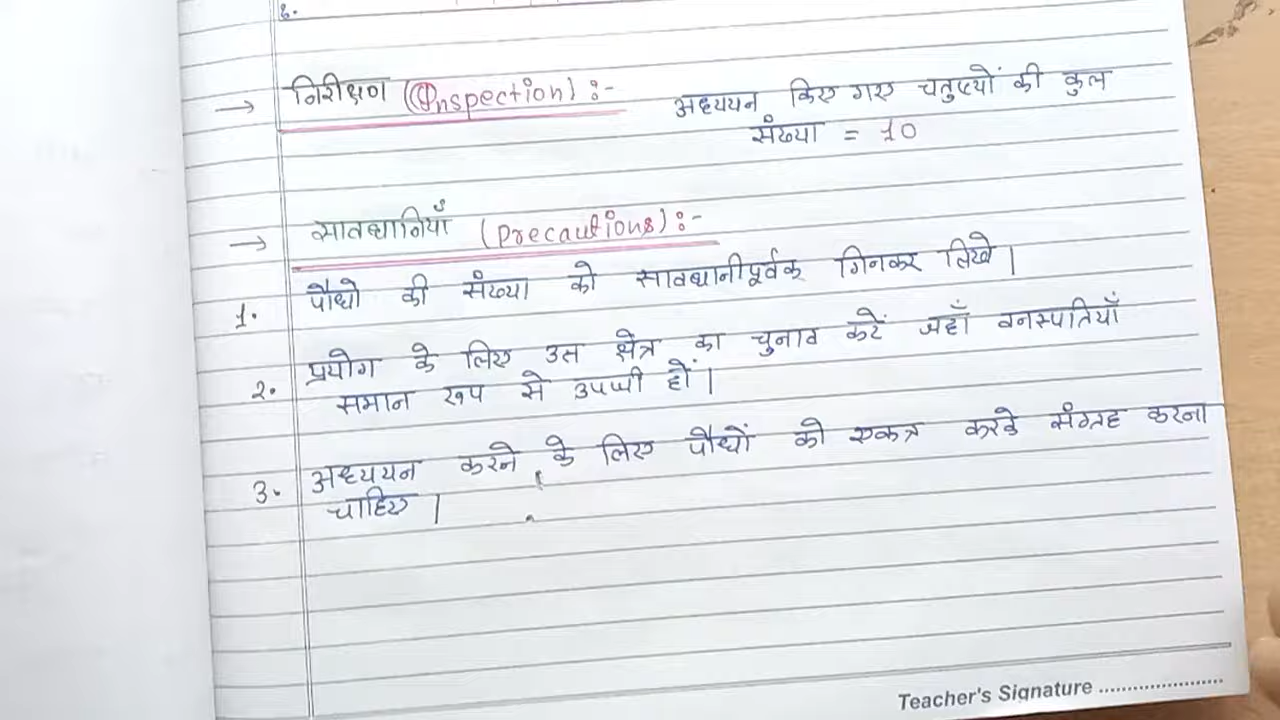 8.
→ निरीक्षण (Inspection) :- अध्ययन किए गए चतुष्यों की कुल
संख्या = 10
→ सावधानियाँ (Precautions) :-
1. पौधो की संख्या को सावधानीपूर्वक गिनकर लिखे।
2. प्रयोग के लिए उस क्षेत्र का चुनाव करें जहाँ वनस्पतियाँ
समान रूप से हों।
3. अध्ययन करने के लिए पौधों को एकत्र करके संग्रह करना
चाहिए।
Teacher's Signature ......................